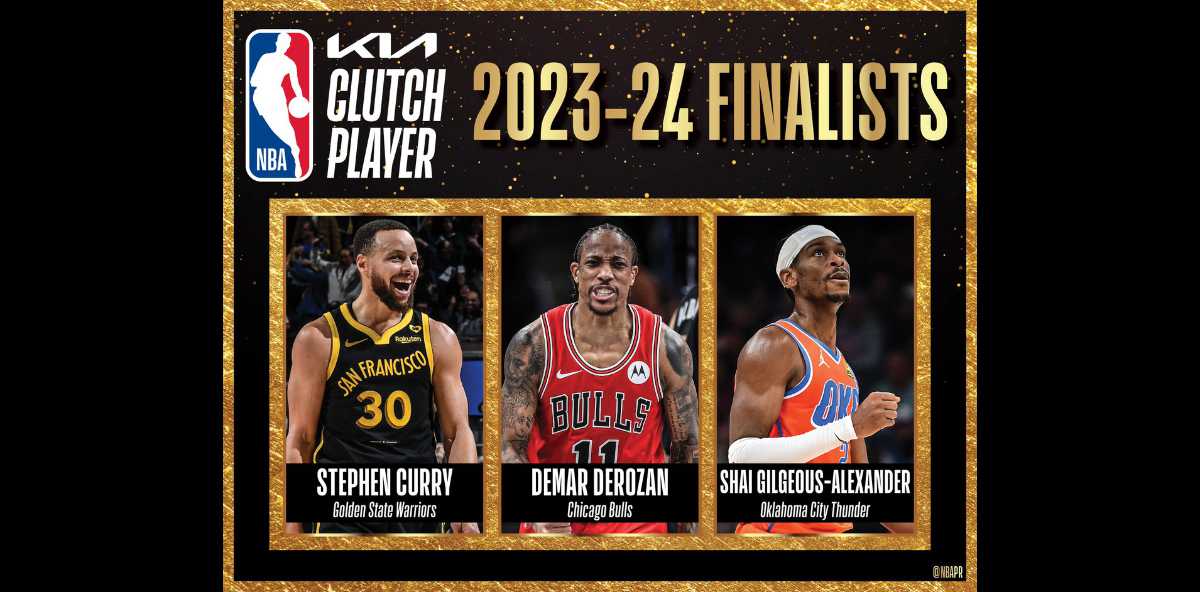 NBA
KIA
CLUTCH
PLAYER
2023-24 FINALISTS
Rakuten
SAN FRANCISCO
30
BULLS
11
OKC
STEPHEN CURRY
Golden State Warriors
DEMAR DEROZAN
Chicago Bulls
SHAI GILGEOUS-ALEXANDER
Oklahoma City Thunder
@NBAPR